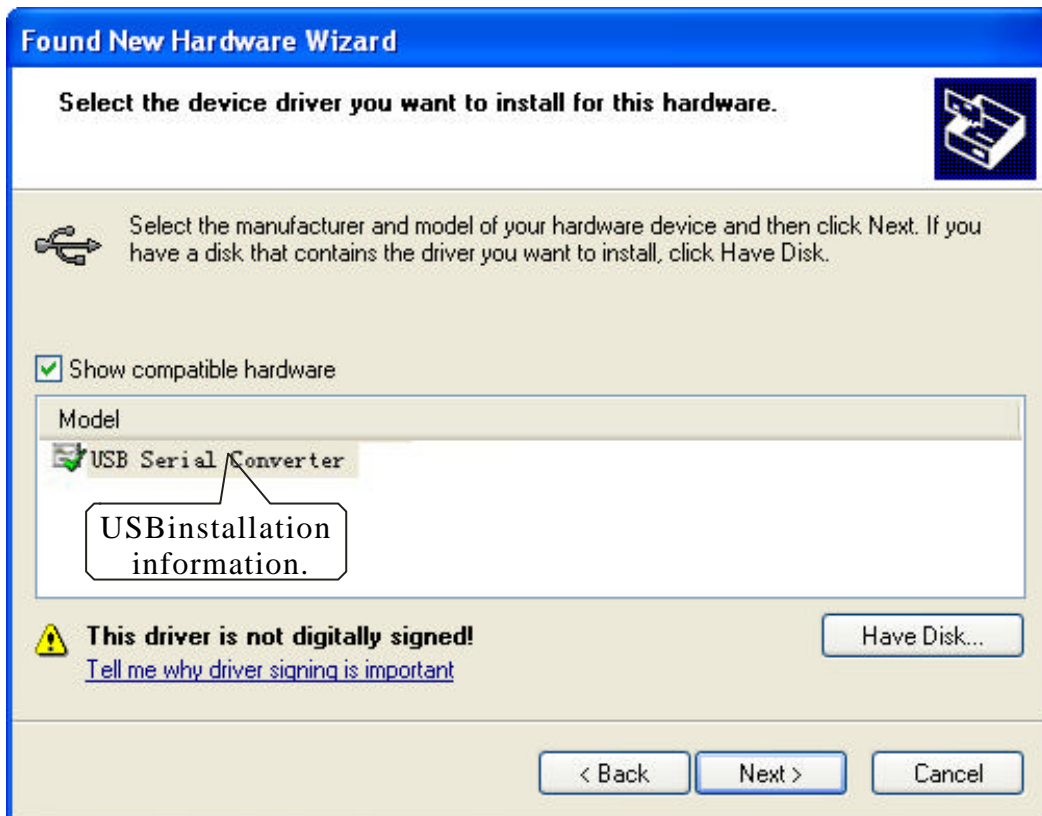 Found New Hardware Wizard
Select the device driver you want to install for this hardware.
Select the manufacturer and model of your hardware device and then click Next. If you
have a disk that contains the driver you want to install, click Have Disk.
Show compatible hardware
Model
USB Serial Converter
USBinstallation
information.
This driver is not digitally signed!
Have Disk...
Tell me why driver signing is important
< Back
Next >
Cancel